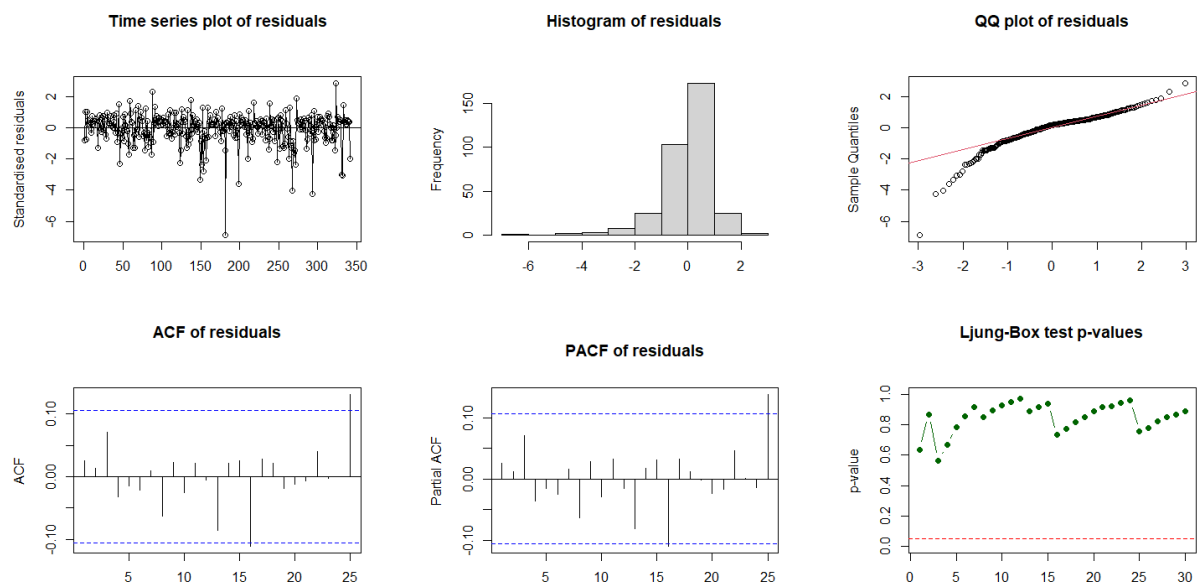 Time series plot of residuals
Standardised residuals
2
0
-2
-4
-6
0 50 100 150 200 250 300 350
Histogram of residuals
Frequency
150
100
50
0
-6 -4 -2 0 2
QQ plot of residuals
Sample Quantiles
2
0
-2
-4
-6
-3 -2 -1 0 1 2 3
ACF of residuals
ACF
0.10
0.00
-0.10
5 10 15 20 25
PACF of residuals
Partial ACF
0.10
0.00
-0.10
5 10 15 20 25
Ljung-Box test p-values
p-value
1.0
0.8
0.6
0.4
0.2
0.0
0 5 10 15 20 25 30